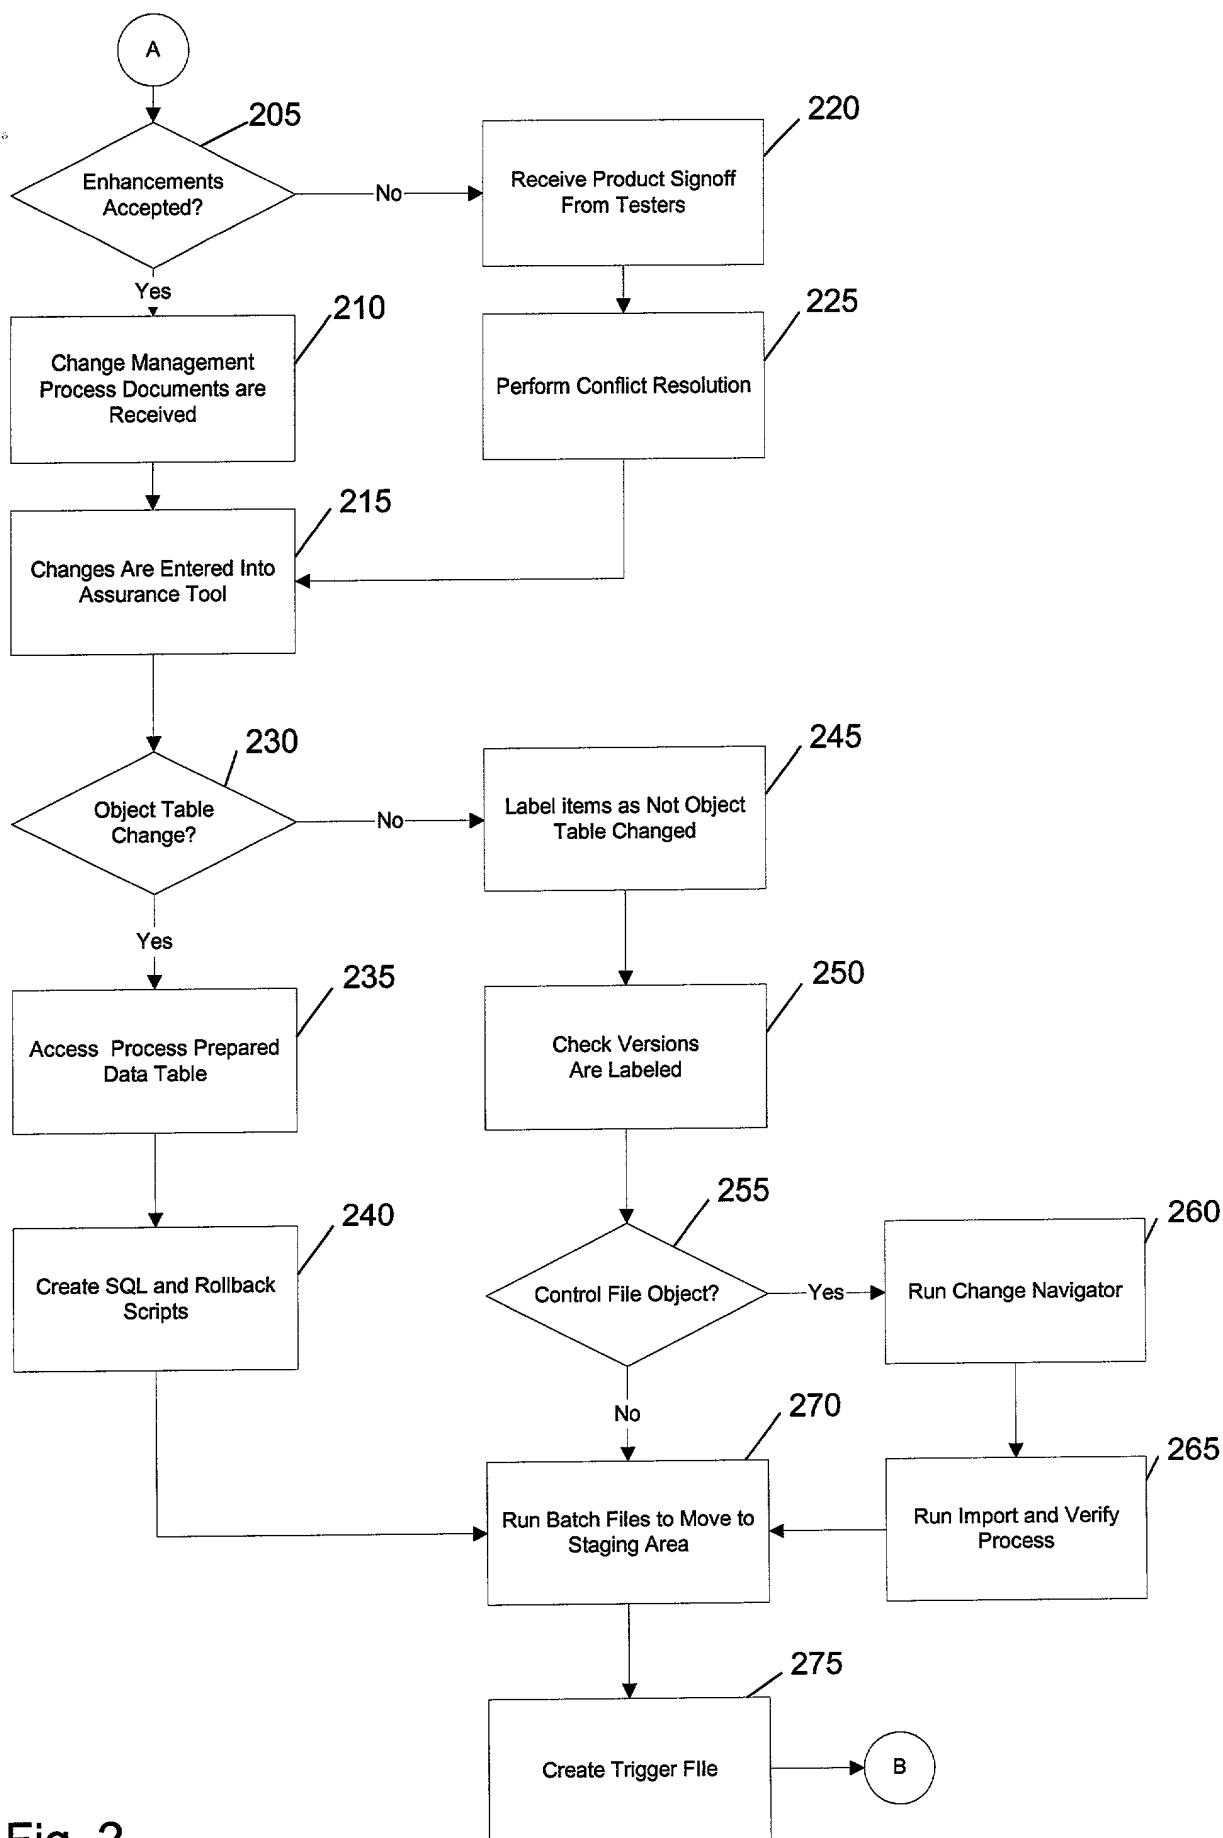 A
205
Enhancements
Accepted?
No
220
Receive Product Signoff
From Testers
Yes
210
Change Management
Process Documents are
Received
225
Perform Conflict Resolution
215
Changes Are Entered Into
Assurance Tool
230
Object Table
Change?
No
245
Label items as Not Object
Table Changed
Yes
235
Access Process Prepared
Data Table
250
Check Versions
Are Labeled
240
Create SQL and Rollback
Scripts
255
Control File Object?
Yes
260
Run Change Navigator
No
270
Run Batch Files to Move to
Staging Area
265
Run Import and Verify
Process
275
Create Trigger FIle
B
Fig. 2